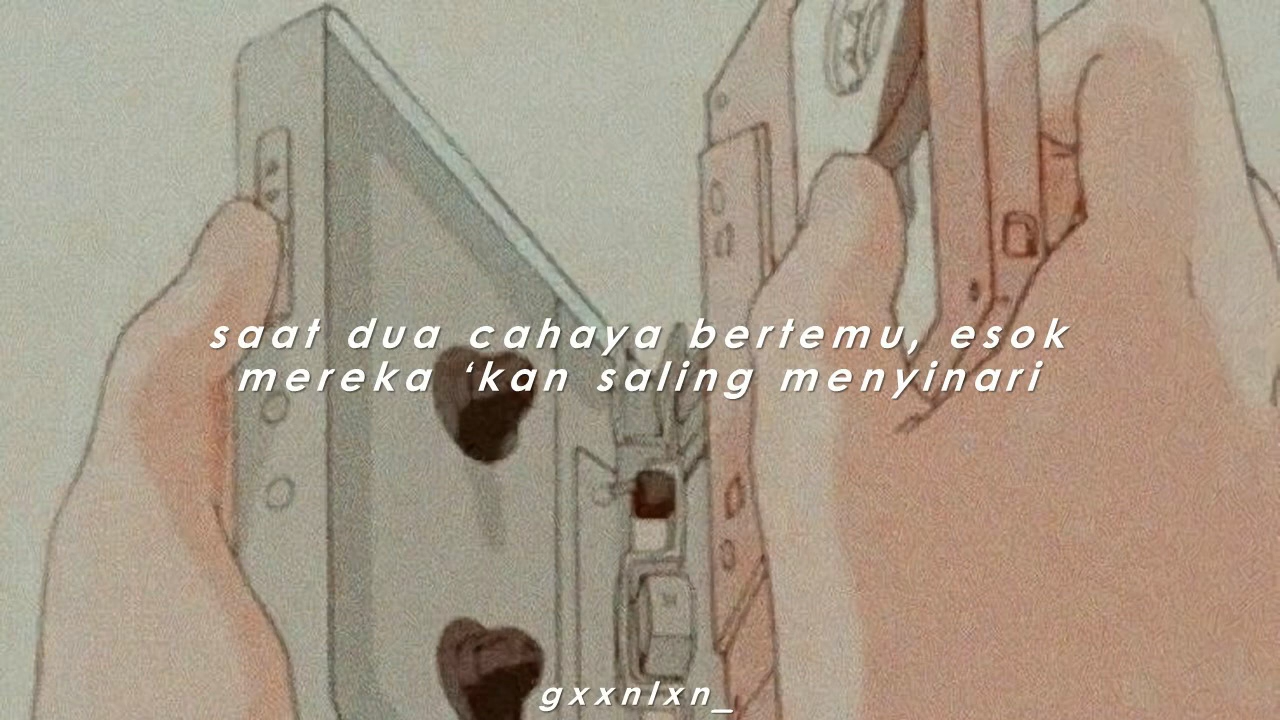 saat dua cahaya bertemu, esok
mereka ‘kan saling menyinari
gxxnlxn_